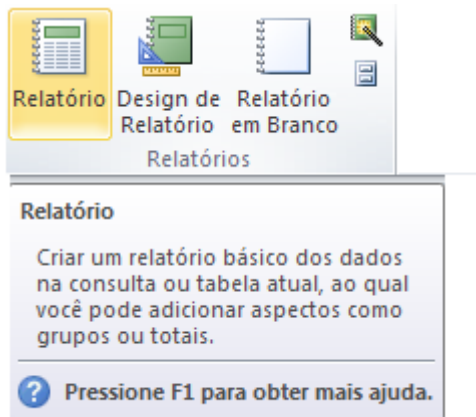 Relatório Design de Relatório
Relatório em Branco
Relatórios
Relatório
Criar um relatório básico dos dados
na consulta ou tabela atual, ao qual
você pode adicionar aspectos como
grupos ou totais.
Pressione F1 para obter mais ajuda.